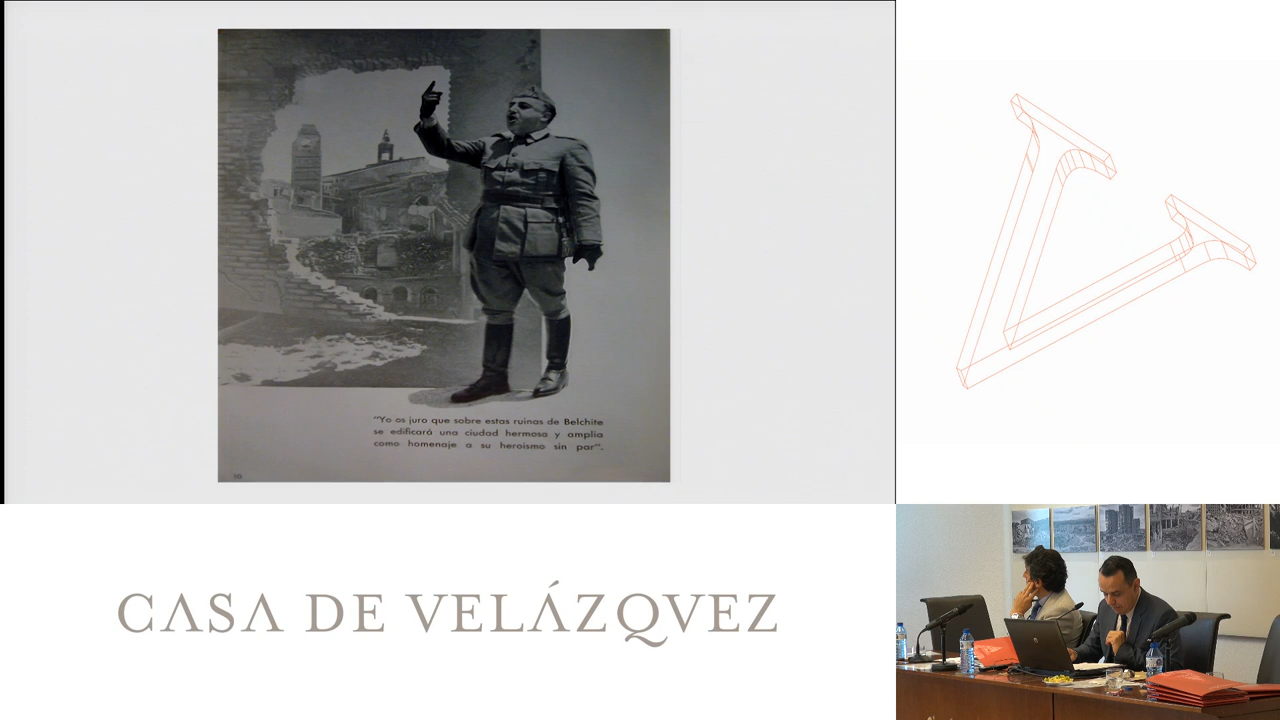 "Yo os juro que sobre estas ruinas de Belchite
se edificará una ciudad hermosa y amplia
como homenaje a su heroismo sin par".
10
CASA DE VELÁZQVEZ